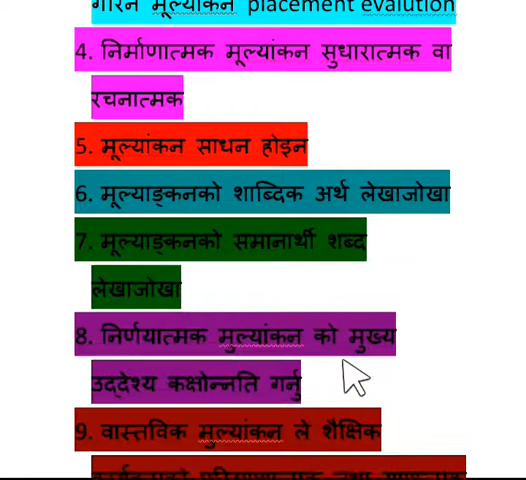 गरिने मूल्यांकन placement evalution
4. निर्माणात्मक मूल्यांकन सुधारात्मक वा
रचनात्मक
5. मूल्यांकन साधन होइन
6. मूल्याङ्कनको शाब्दिक अर्थ लेखाजोखा
7. मूल्याङ्कनको समानार्थी शब्द
लेखाजोखा
8. निर्णयात्मक मुल्यांकन को मुख्य
उद्देश्य कक्षोन्नति गर्नु
9. वास्तविक मुल्यांकन ले शैक्षिक